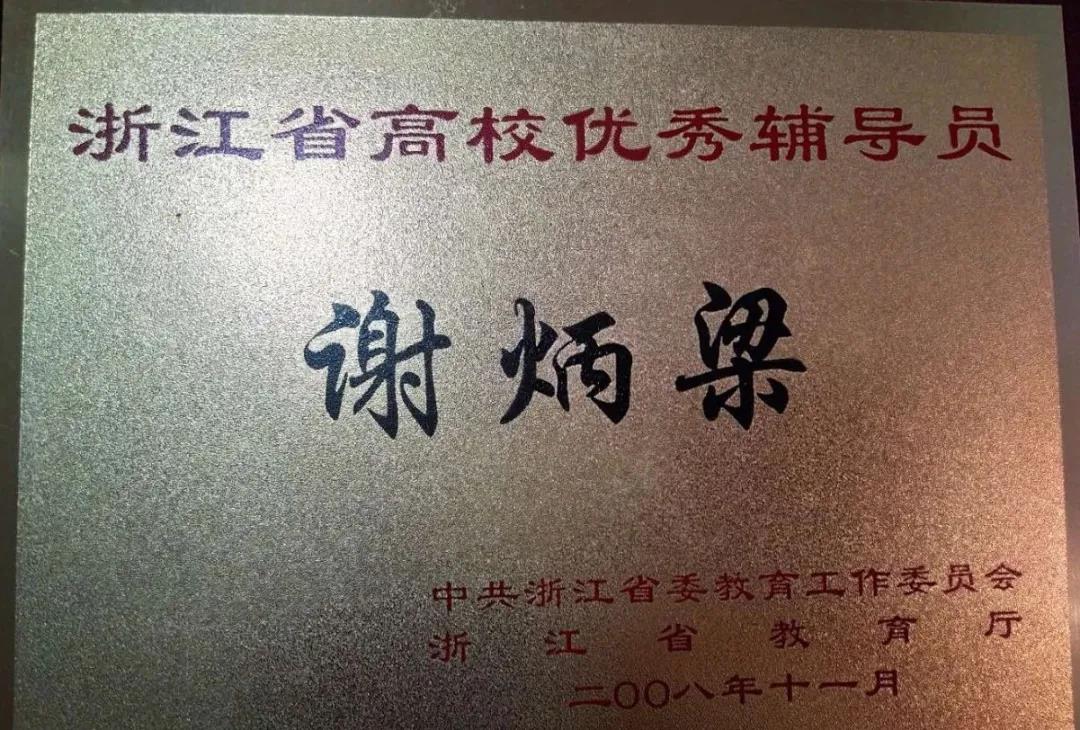 浙江省高校优秀辅导员
谢炳梁
中共浙江省委教育工作委员会
浙江省教育厅
二〇〇八年十一月